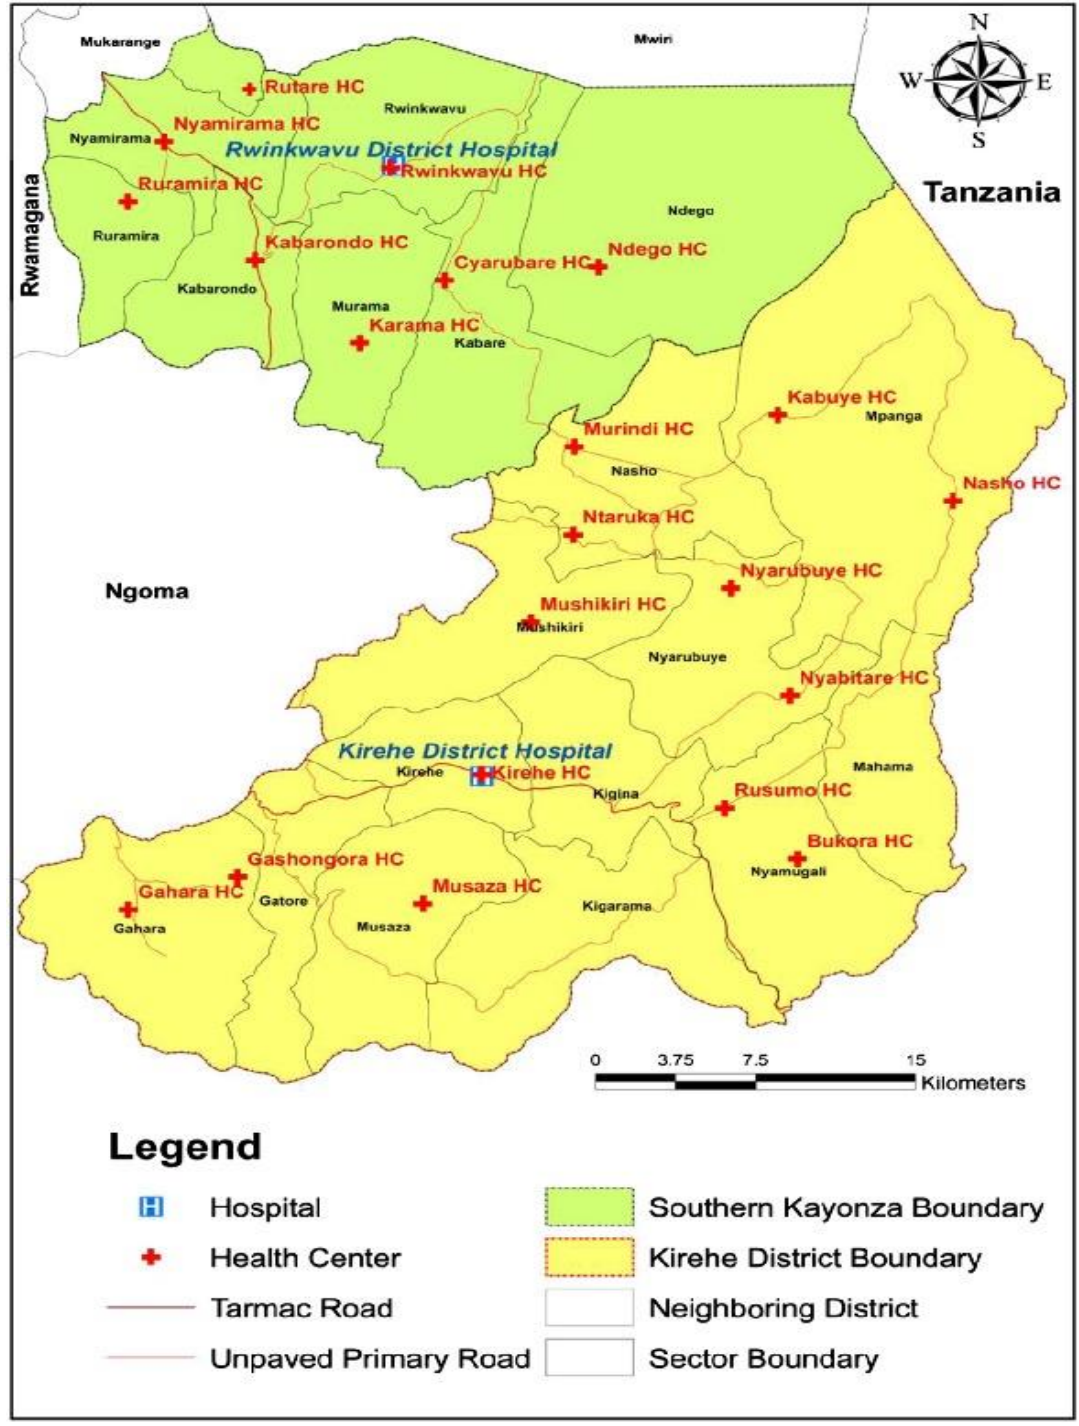 Mukarange
Mwiri
N
W
E
S
Rutare HC
Rwinkwavu
Nyamirama HC
Nyamirama
Rwinkwavu District Hospital
Rwinkwavu HC
Tanzania
Rwamagana
Ruramira HC
Ruramira
Ndego
Kabarondo HC
Cyarubare HC
Ndego HC
Kabarondo
Murama
Karama HC
Kabare
Kabuye HC
Mpanga
Murindi HC
Nasho
Nasho HC
Ntaruka HC
Nyarubuye HC
Ngoma
Mushikiri HC
Mushikiri
Nyarubuye
Nyabitare HC
Kirehe District Hospital
Kirehe
Kirehe HC
Mahama
Kigina
Rusumo HC
Bukora HC
Nyamugali
Gashongora HC
Gahara HC
Gatore
Musaza HC
Kigarama
Gahara
Musaza
0 3.75 7.5 15
Kilometers
Legend
Hospital
Health Center
Tarmac Road
Unpaved Primary Road
Southern Kayonza Boundary
Kirehe District Boundary
Neighboring District
Sector Boundary